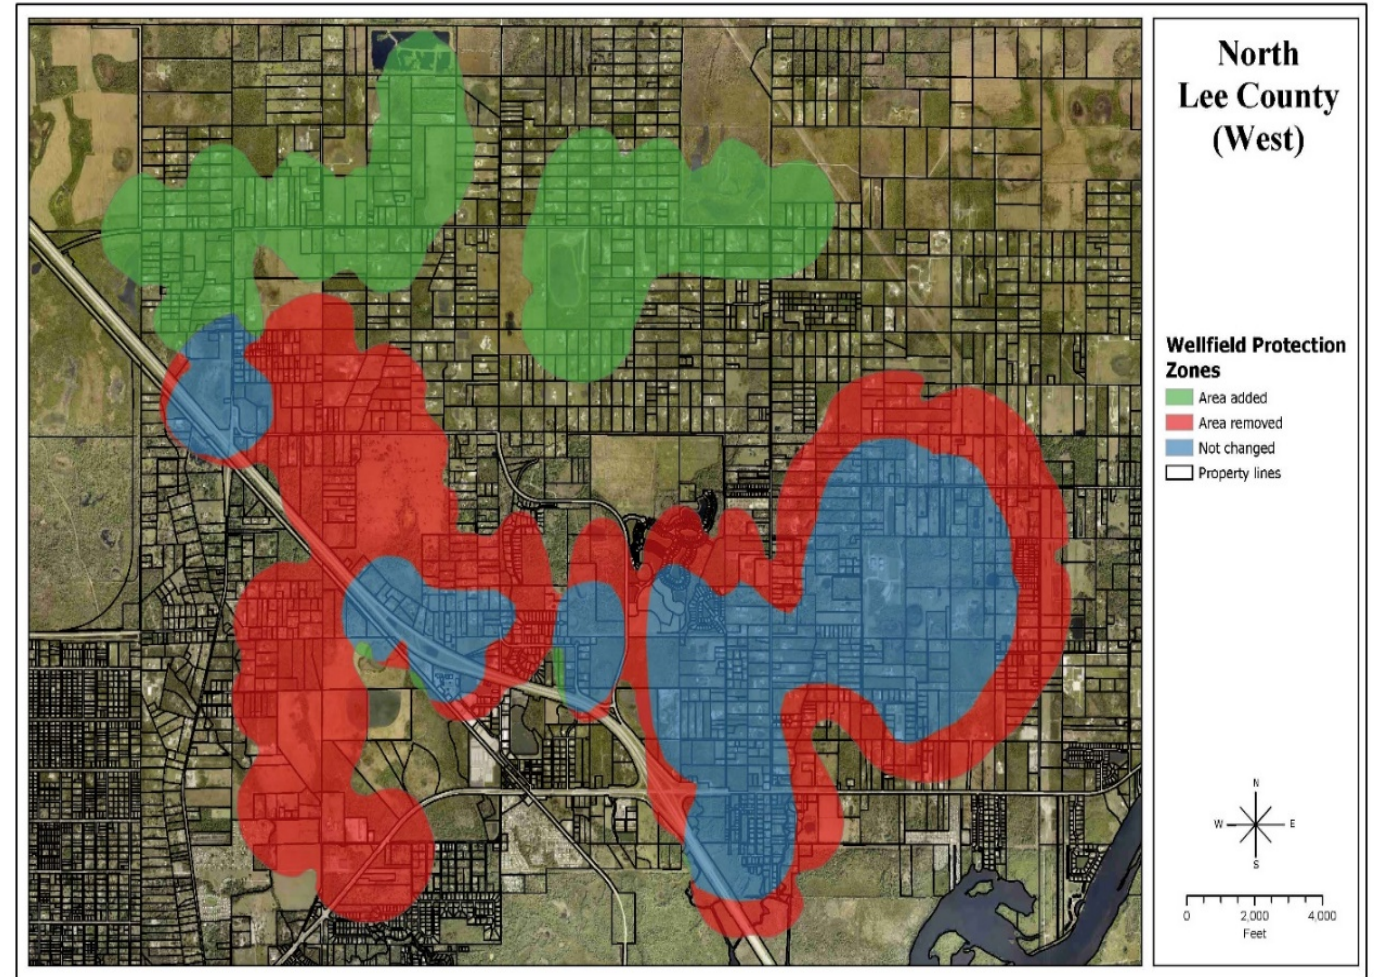 North
Lee County
(West)
Wellfield Protection
Zones
Area added
Area removed
Not changed
Property lines
N
W E
S
0 2,000 4,000
Feet